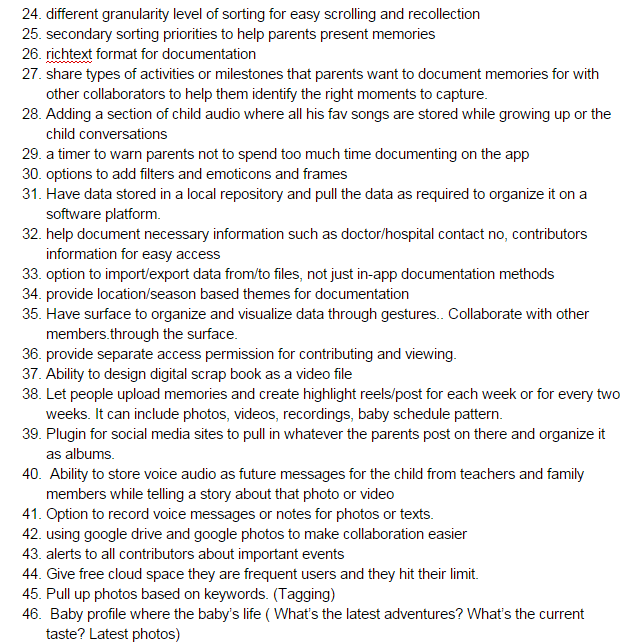 24. different granularity level of sorting for easy scrolling and recollection
25. secondary sorting priorities to help parents present memories
26. richtext format for documentation
27. share types of activities or milestones that parents want to document memories for with
other collaborators to help them identify the right moments to capture.
28. Adding a section of child audio where all his fav songs are stored while growing up or the
child conversations
29. a timer to warn parents not to spend too much time documenting on the app
30. options to add filters and emoticons and frames
31. Have data stored in a local repository and pull the data as required to organize it on a
software platform.
32. help document necessary information such as doctor/hospital contact no, contributors
information for easy access
33. option to import/export data from/to files, not just in-app documentation methods
34. provide location/season based themes for documentation
35. Have surface to organize and visualize data through gestures.. Collaborate with other
members.through the surface.
36. provide separate access permission for contributing and viewing.
37. Ability to design digital scrap book as a video file
38. Let people upload memories and create highlight reels/post for each week or for every two
weeks. It can include photos, videos, recordings, baby schedule pattern.
39. Plugin for social media sites to pull in whatever the parents post on there and organize it
as albums.
40. Ability to store voice audio as future messages for the child from teachers and family
members while telling a story about that photo or video
41. Option to record voice messages or notes for photos or texts.
42. using google drive and google photos to make collaboration easier
43. alerts to all contributors about important events
44. Give free cloud space they are frequent users and they hit their limit.
45. Pull up photos based on keywords. (Tagging)
46. Baby profile where the baby's life ( What's the latest adventures? What's the current
taste? Latest photos)